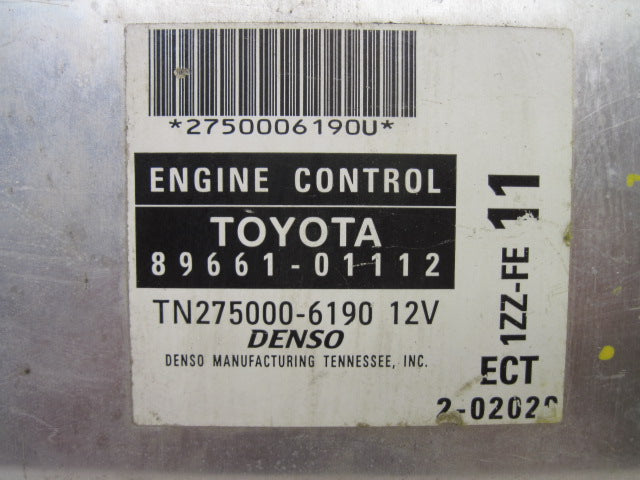 *2750006190U*
ENGINE CONTROL
TOYOTA
89661-01112
TN275000-6190 12V
DENSO
DENSO MANUFACTURING TENNESSEE, INC.
1ZZ-FE 11
ECT